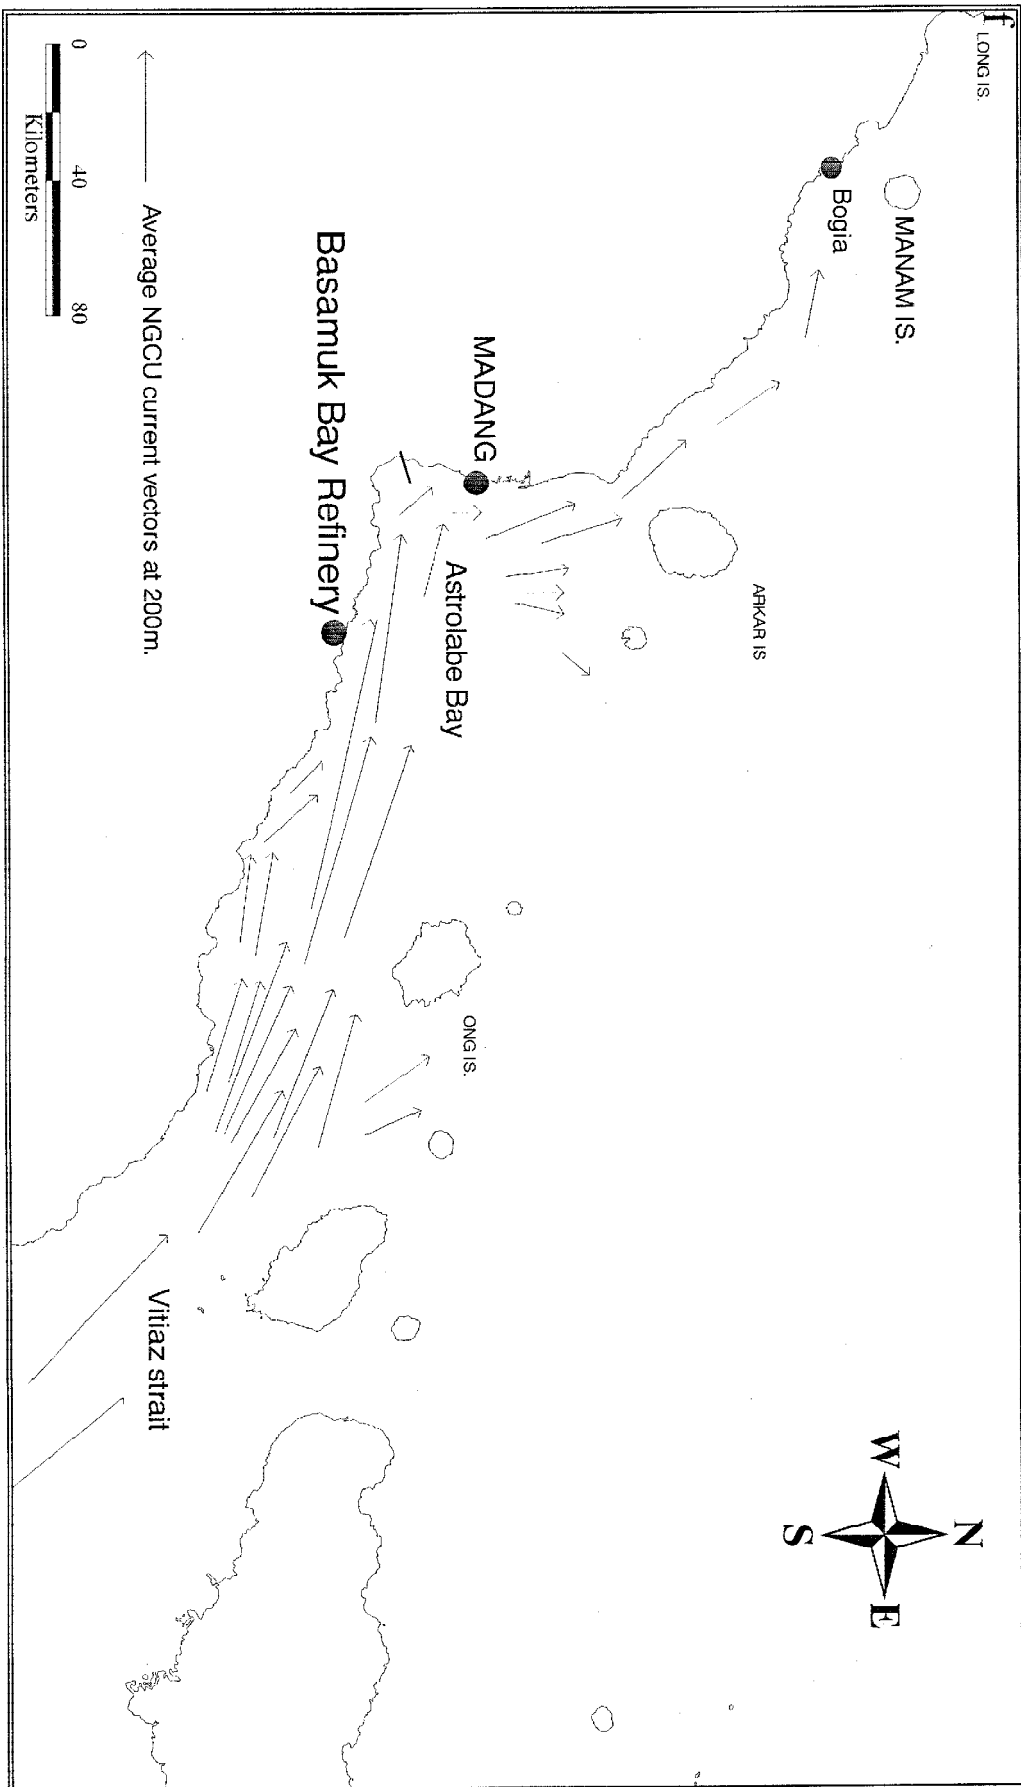 f
LONG IS.
MANAM IS.
Bogia
ARKAR IS
MADANG
Astrolabe Bay
Basamuk Bay Refinery
ONG IS.
Vitiaz strait
N
W
E
S
Average NGCU current vectors at 200m.
0 40 80
Kilometers